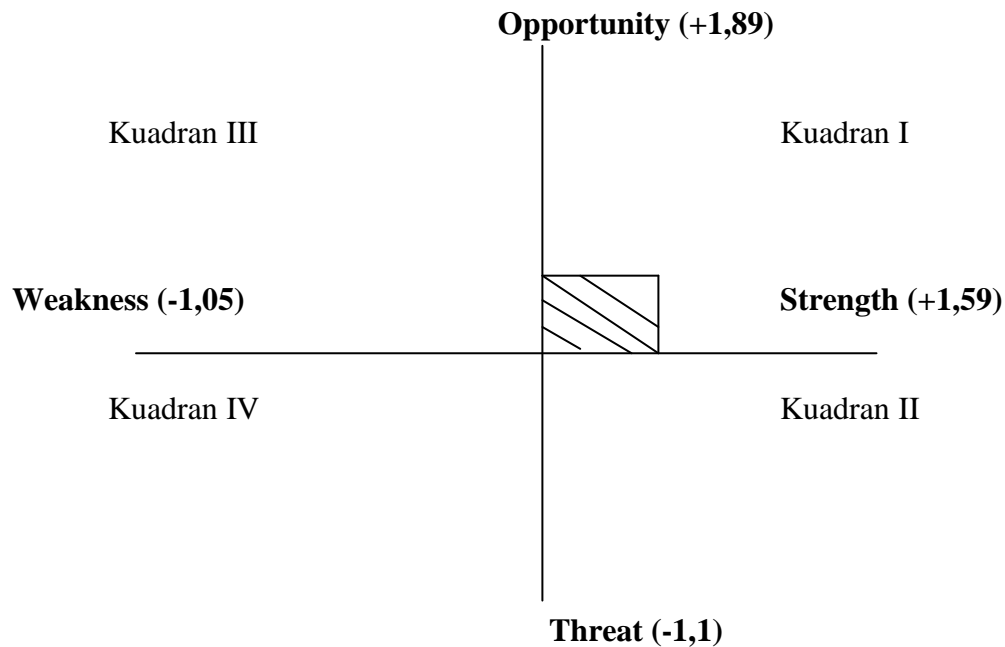 Opportunity (+1,89)
Kuadran III
Kuadran I
Weakness (-1,05)
Strength (+1,59)
Kuadran IV
Kuadran II
Threat (-1,1)